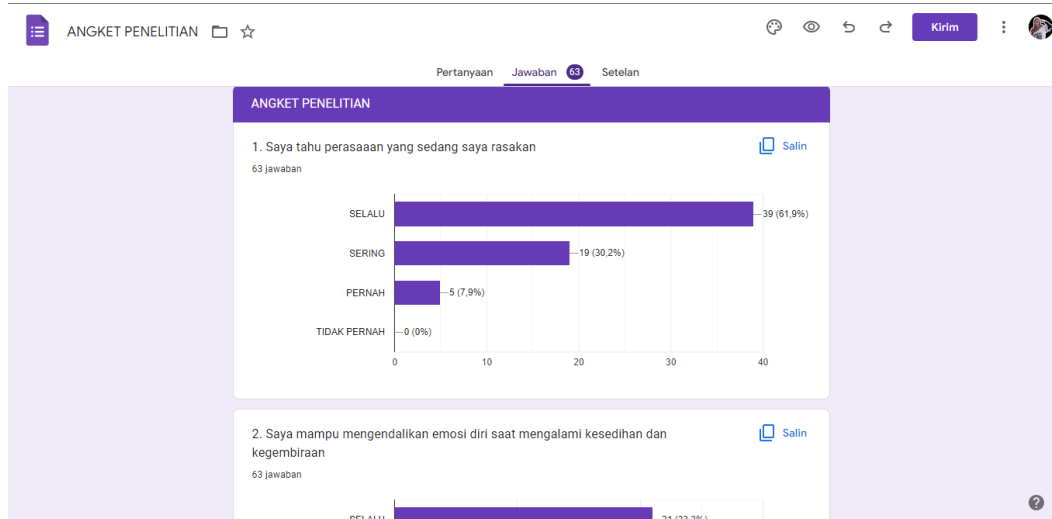 ANGKET PENELITIAN
Kirim
Pertanyaan Jawaban 63 Setelan
ANGKET PENELITIAN
1. Saya tahu perasaaan yang sedang saya rasakan
Salin
63 jawaban
SELALU 39 (61,9%)
SERING 19 (30,2%)
PERNAH 5 (7,9%)
TIDAK PERNAH 0 (0%)
0 10 20 30 40
2. Saya mampu mengendalikan emosi diri saat mengalami kesedihan dan
kegembiraan
Salin
63 jawaban
SELALU